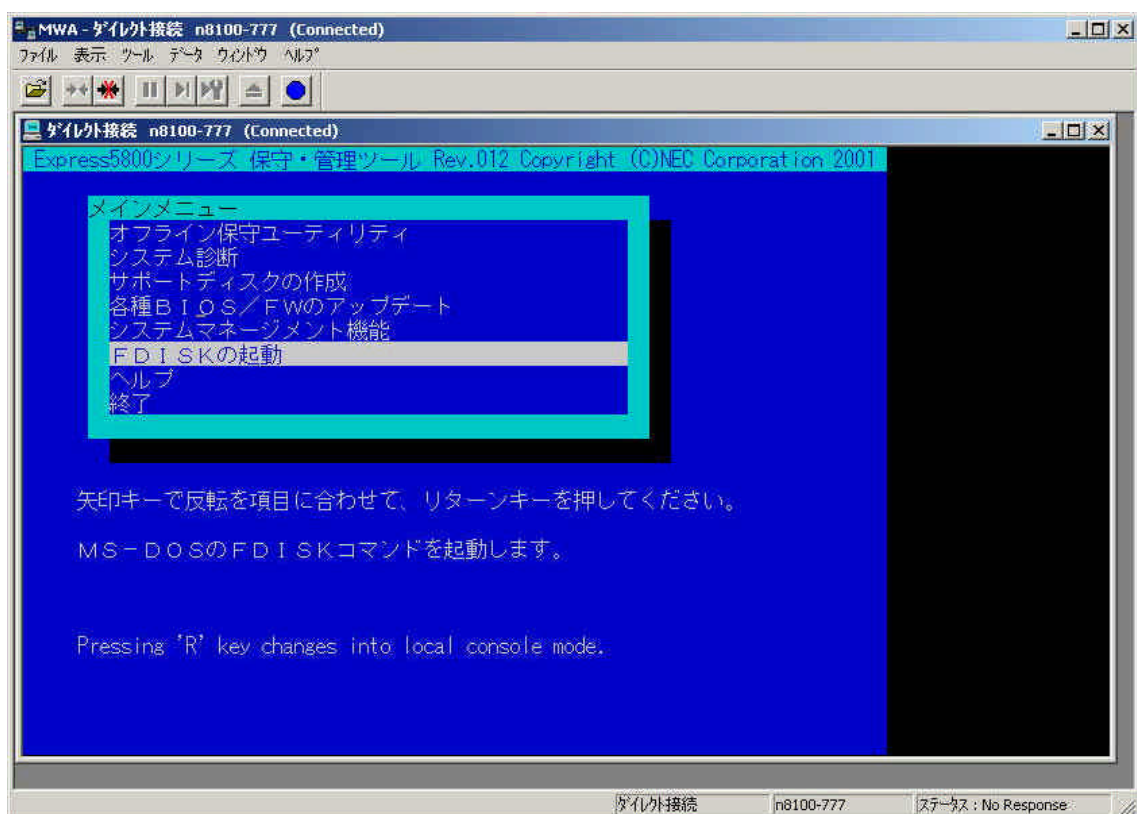 MWA - ﾀﾞｲﾚｸﾄ接続 n8100-777 (Connected)
ﾌｧｲﾙ 表示 ﾂｰﾙ ﾃﾞｰﾀ ｳｨﾝﾄﾞｳ ﾍﾙﾌﾟ
ﾀﾞｲﾚｸﾄ接続 n8100-777 (Connected)
Express5800シリーズ 保守・管理ツール Rev.012 Copyright (C)NEC Corporation 2001
メインメニュー
オフライン保守ユーティリティ
システム診断
サポートディスクの作成
各種ＢＩＯＳ／ＦＷのアップデート
システムマネージメント機能
ＦＤＩＳＫの起動
ヘルプ
終了
矢印キーで反転を項目に合わせて、リターンキーを押してください。
ＭＳ－ＤＯＳのＦＤＩＳＫコマンドを起動します。
Pressing 'R' key changes into local console mode.
ﾀﾞｲﾚｸﾄ接続 n8100-777 ｽﾃｰﾀｽ : No Response